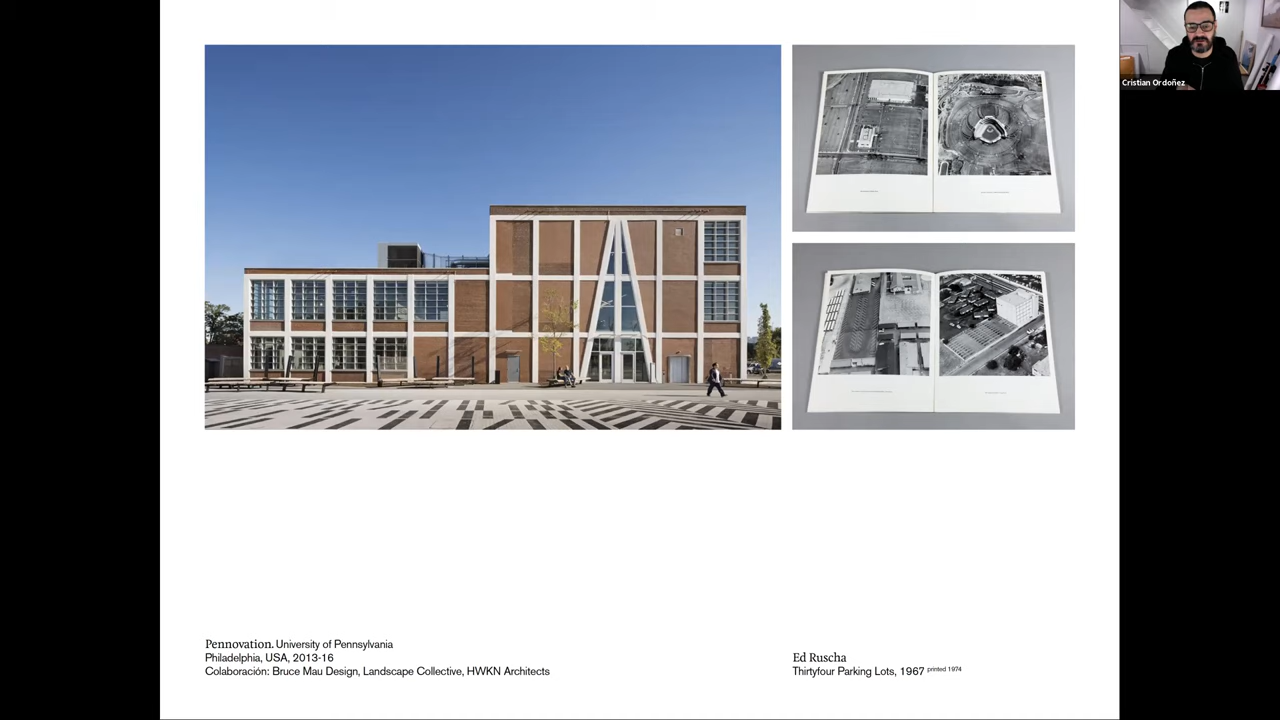 Cristian Ordoñez
Pennovation. University of Pennsylvania
Philadelphia, USA, 2013-16
Colaboración: Bruce Mau Design, Landscape Collective, HWKN Architects
Ed Ruscha
Thirtyfour Parking Lots, 1967 printed 1974